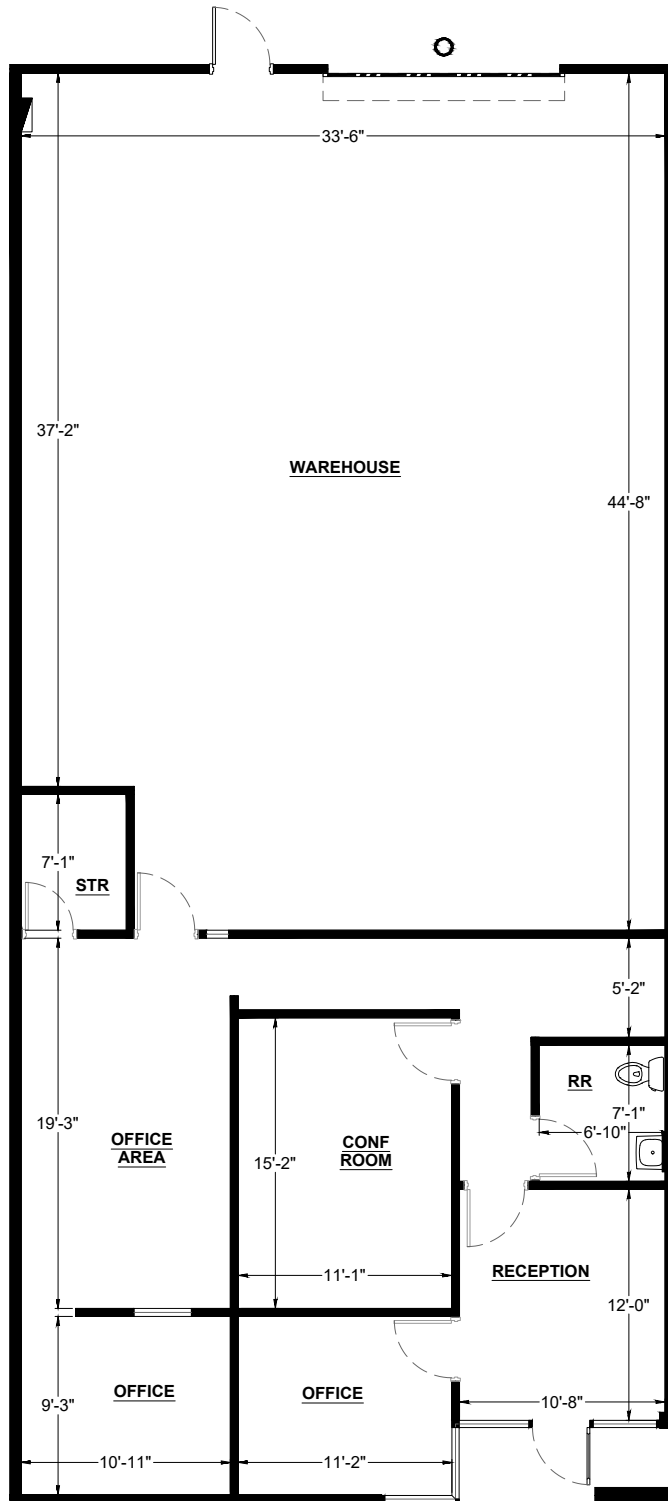 33'-6"
37'-2"
WAREHOUSE
44'-8"
7'-1"
STR
5'-2"
RR
7'-1"
6'-10"
19'-3"
OFFICE
AREA
15'-2"
CONF
ROOM
11'-1"
RECEPTION
12'-0"
9'-3"
OFFICE
OFFICE
10'-8"
10'-11"
11'-2"